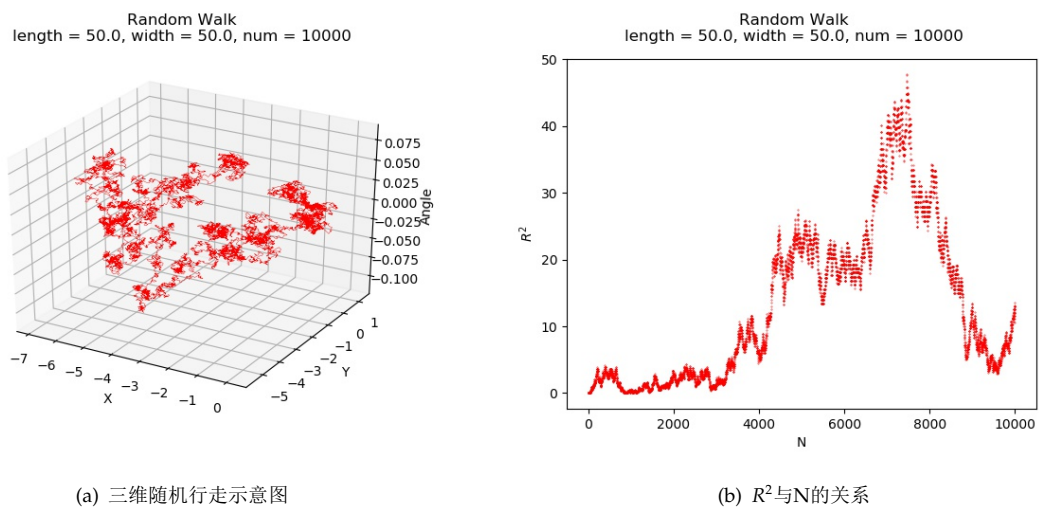 Random Walk
length = 50.0, width = 50.0, num = 10000
0.075
0.050
0.025
0.000
−0.025
−0.050
−0.075
−0.100
Angle
−7
−6
−5
−4
−3
−2
−1
0
X
−5
−4
−3
−2
−1
0
1
Y
(a) 三维随机行走示意图
Random Walk
length = 50.0, width = 50.0, num = 10000
50
40
30
20
10
0
R²
0 2000 4000 6000 8000 10000
N
(b) R²与N的关系